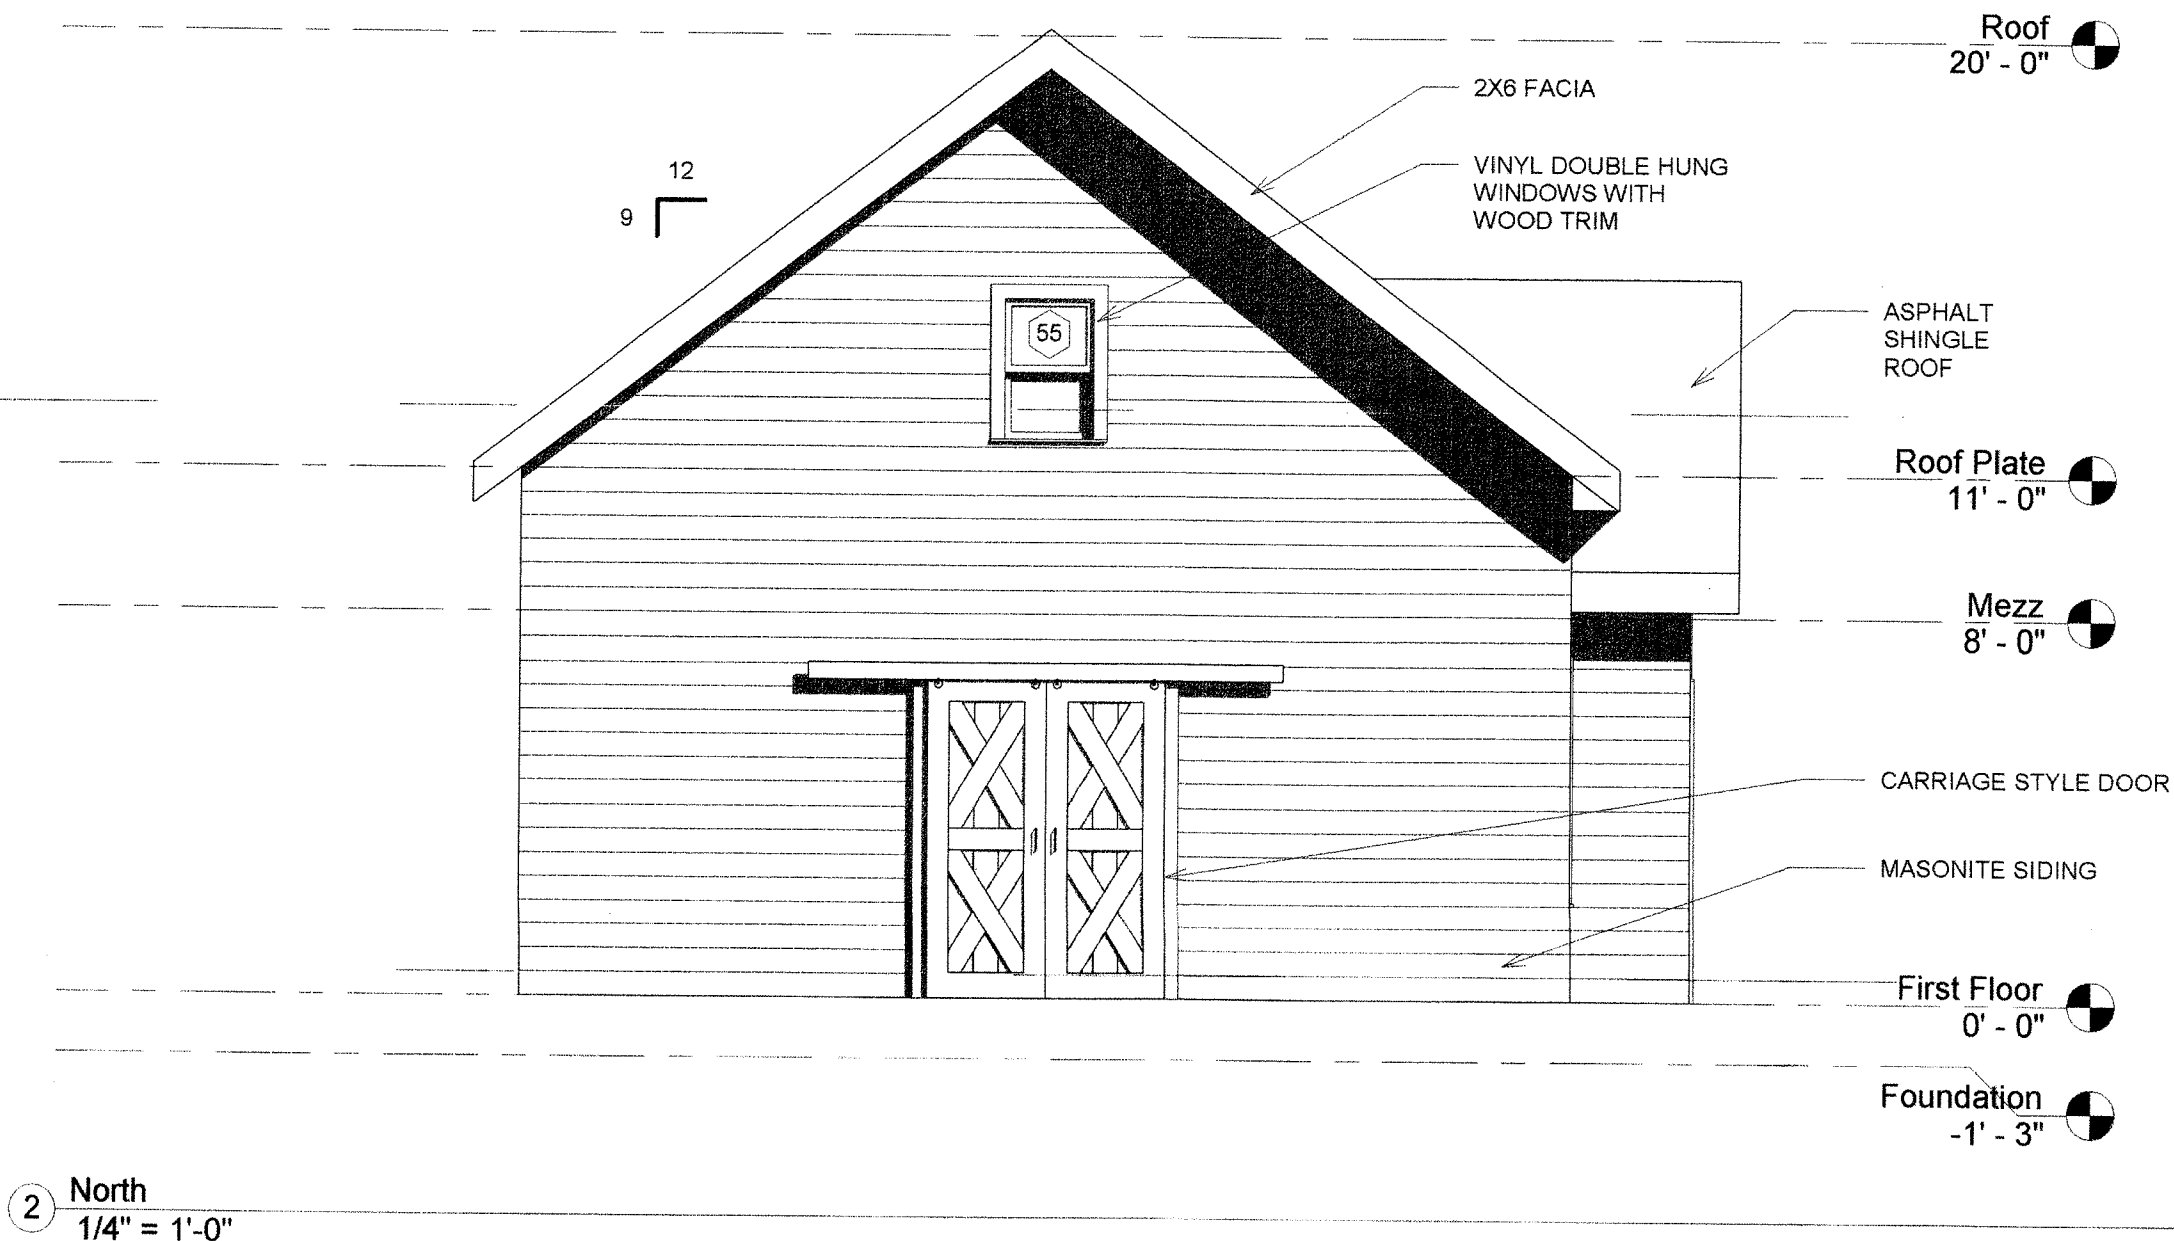 Roof
20' - 0"
2X6 FACIA
12
9
VINYL DOUBLE HUNG
WINDOWS WITH
WOOD TRIM
55
ASPHALT
SHINGLE
ROOF
Roof Plate
11' - 0"
Mezz
8' - 0"
CARRIAGE STYLE DOOR
MASONITE SIDING
First Floor
0' - 0"
Foundation
-1' - 3"
2
North
1/4" = 1'-0"